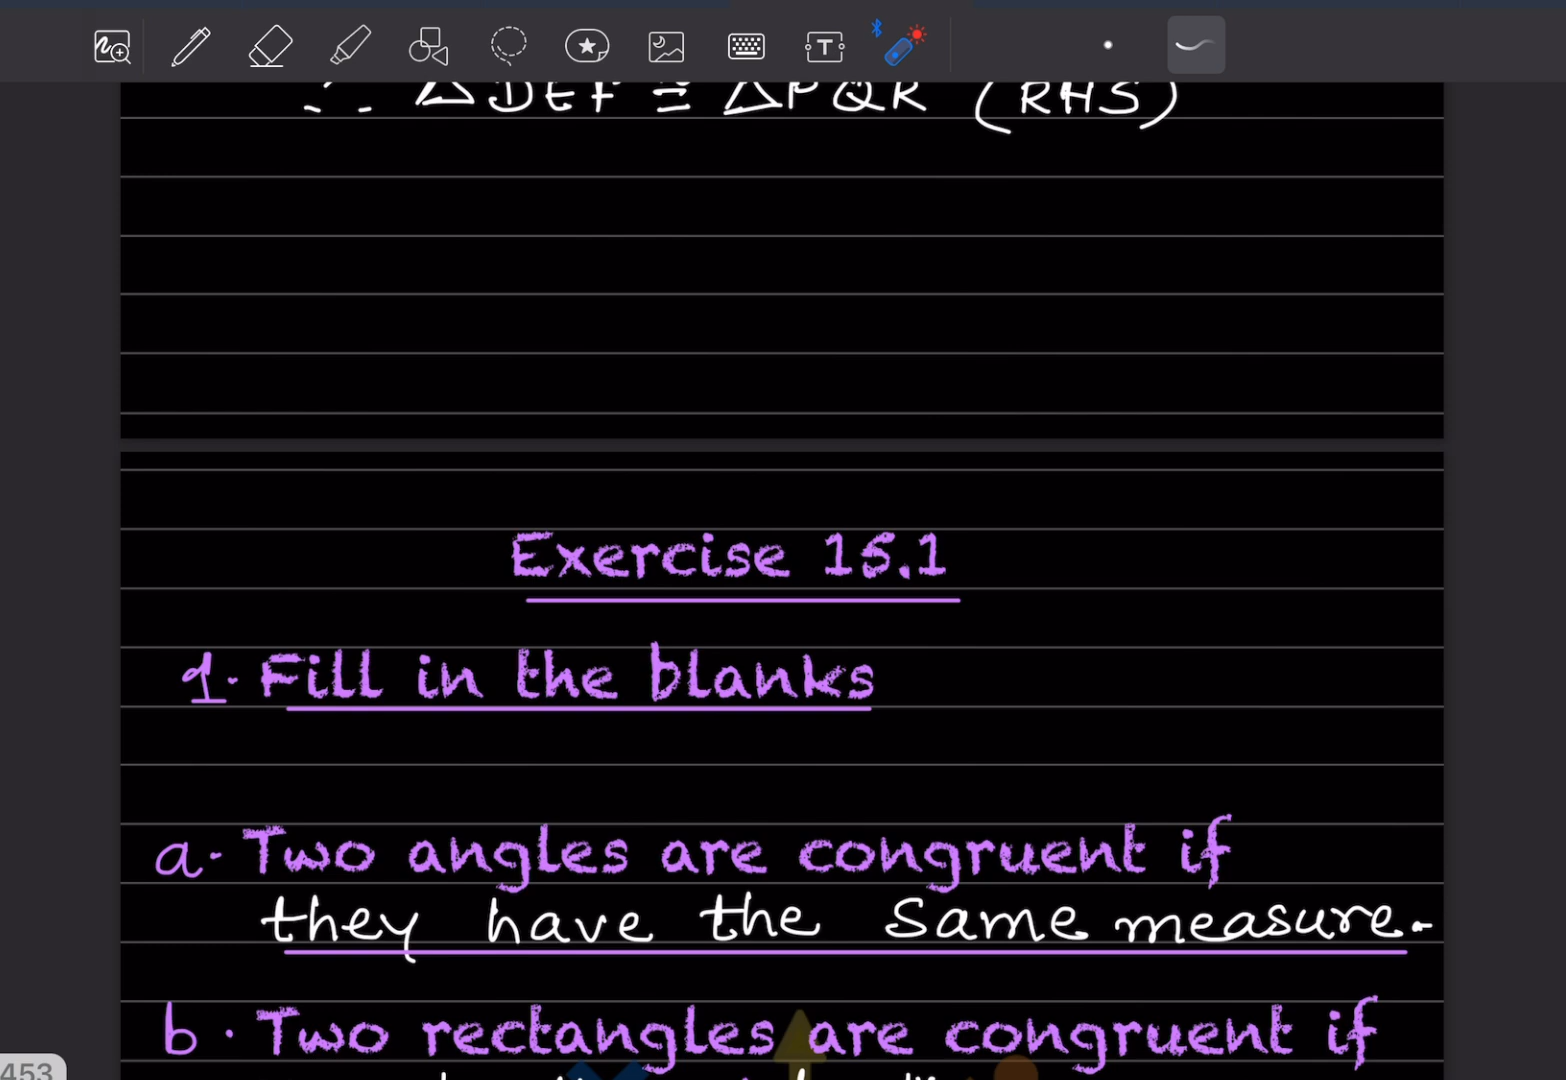 ∴ △DEF ≅ △PQR (RHS)
Exercise 15.1
1. Fill in the blanks
a. Two angles are congruent if
they have the same measure.
b. Two rectangles are congruent if
453